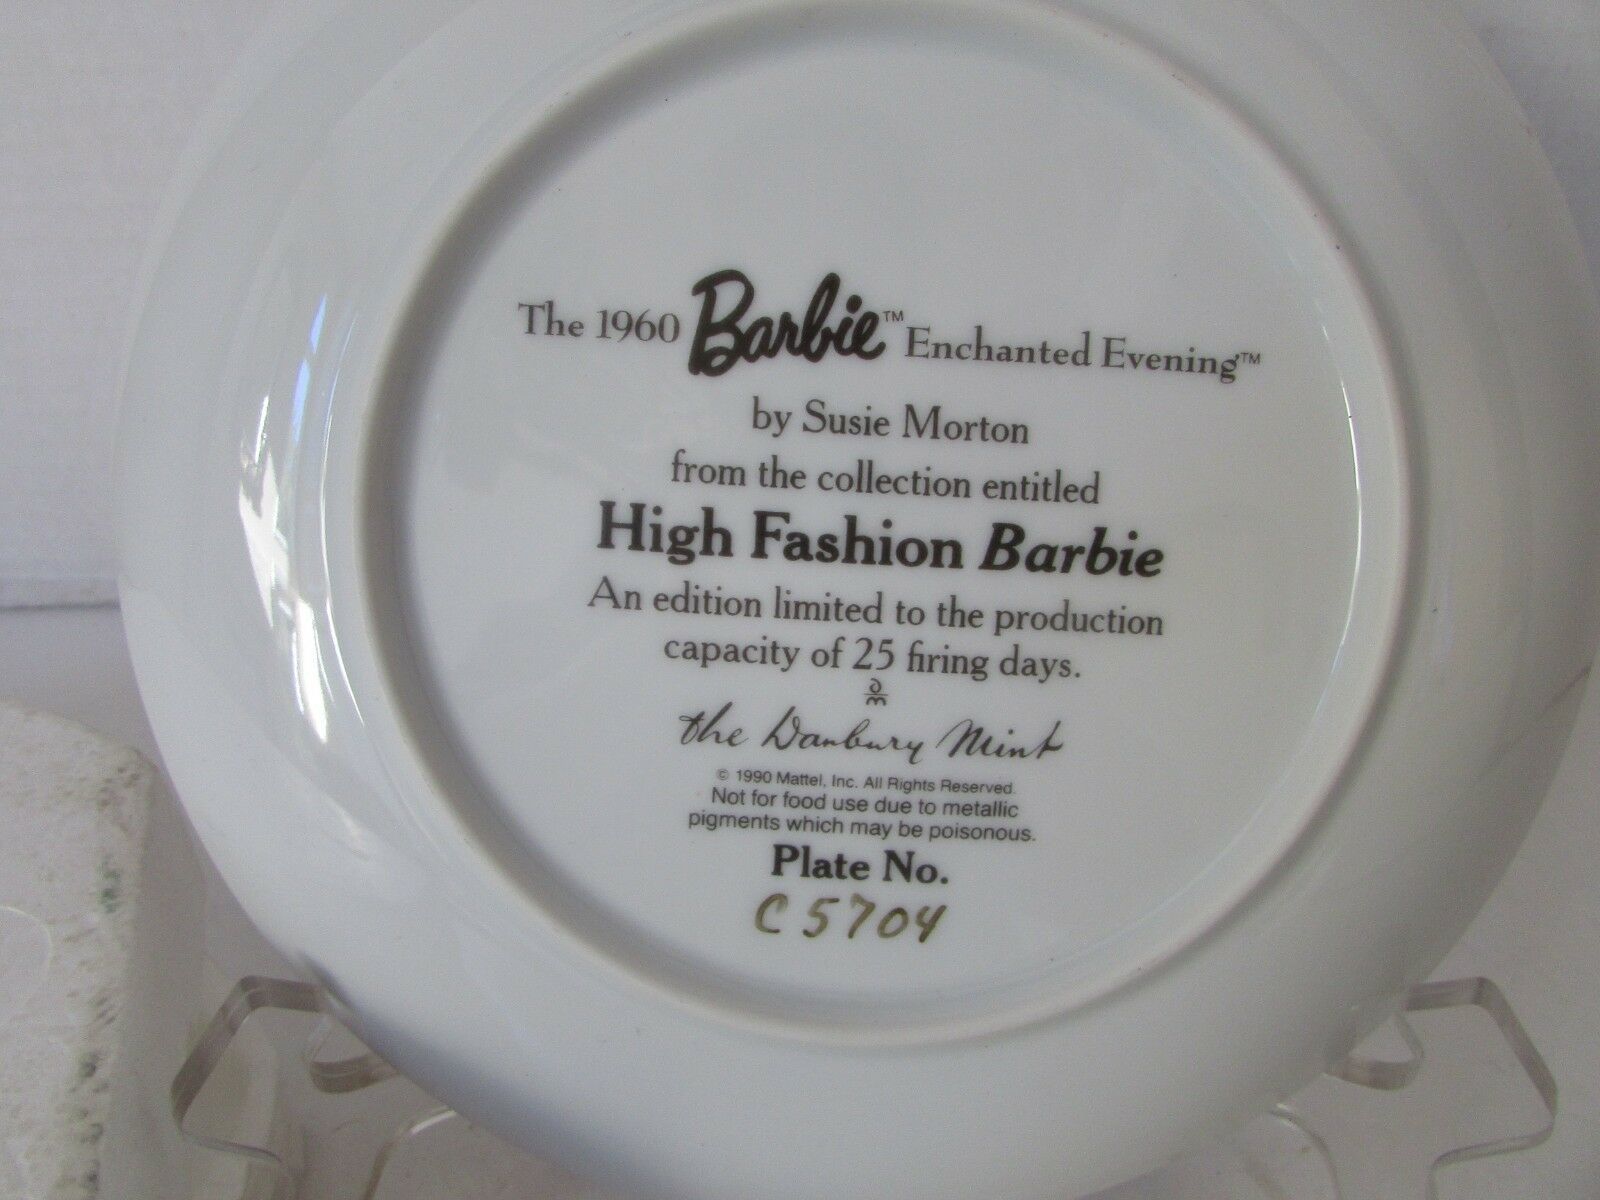 The 1960 Barbie™ Enchanted Evening™
by Susie Morton
from the collection entitled
High Fashion Barbie
An edition limited to the production
capacity of 25 firing days.
the Danbury Mint
© 1990 Mattel, Inc. All Rights Reserved.
Not for food use due to metallic
pigments which may be poisonous.
Plate No.
C5704